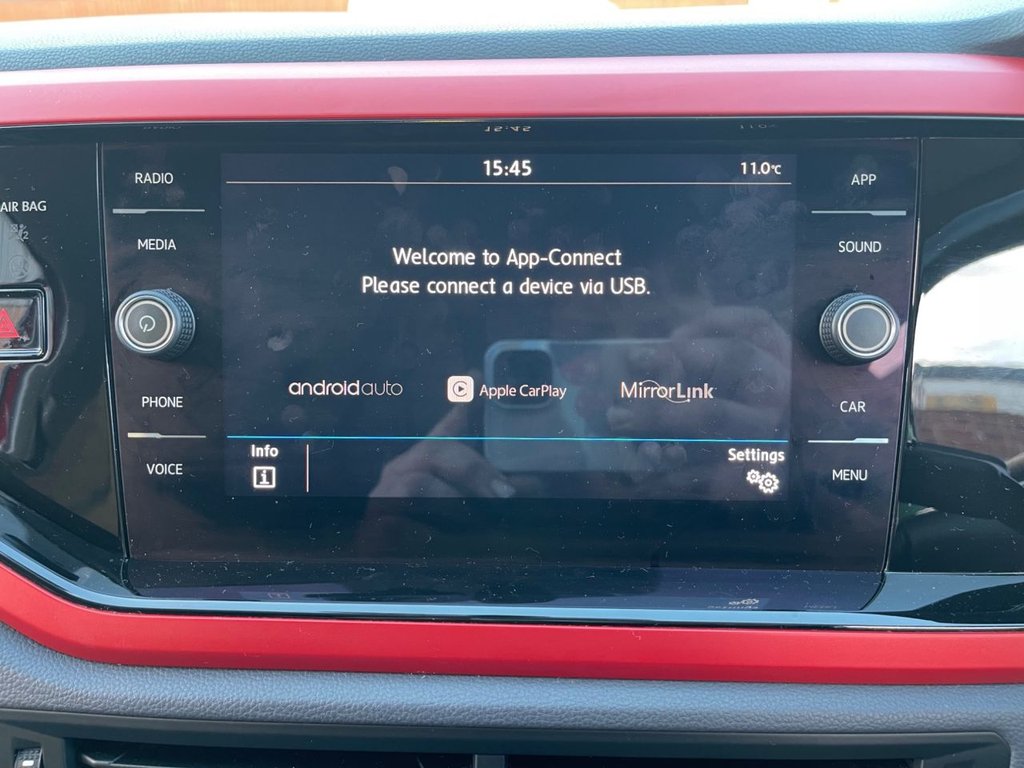 15:45
11.0°C
RADIO
APP
AIR BAG
MEDIA
SOUND
Welcome to App-Connect
Please connect a device via USB.
androidauto
Apple CarPlay
MirrorLink
PHONE
CAR
Info
Settings
VOICE
MENU